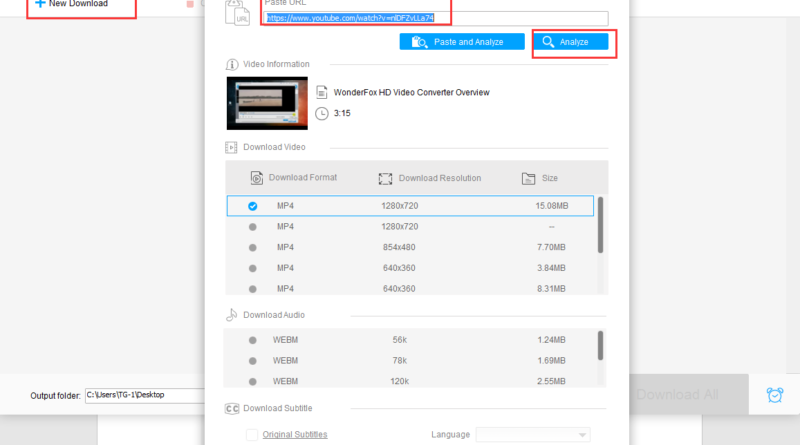 New Download
Paste URL
URL
https://www.youtube.com/watch?v=nlDFZvLLa74
Paste and Analyze
Analyze
Video Information
WonderFox HD Video Converter Overview
3:15
Download Video
Download Format Download Resolution Size
MP4 1280x720 15.08MB
MP4 1280x720 --
MP4 854x480 7.70MB
MP4 640x360 3.84MB
MP4 640x360 8.31MB
Download Audio
WEBM 56k 1.24MB
WEBM 78k 1.69MB
WEBM 120k 2.55MB
Output folder: C:\Users\TG-1\Desktop
Download All
CC Download Subtitle
Original Subtitles Language